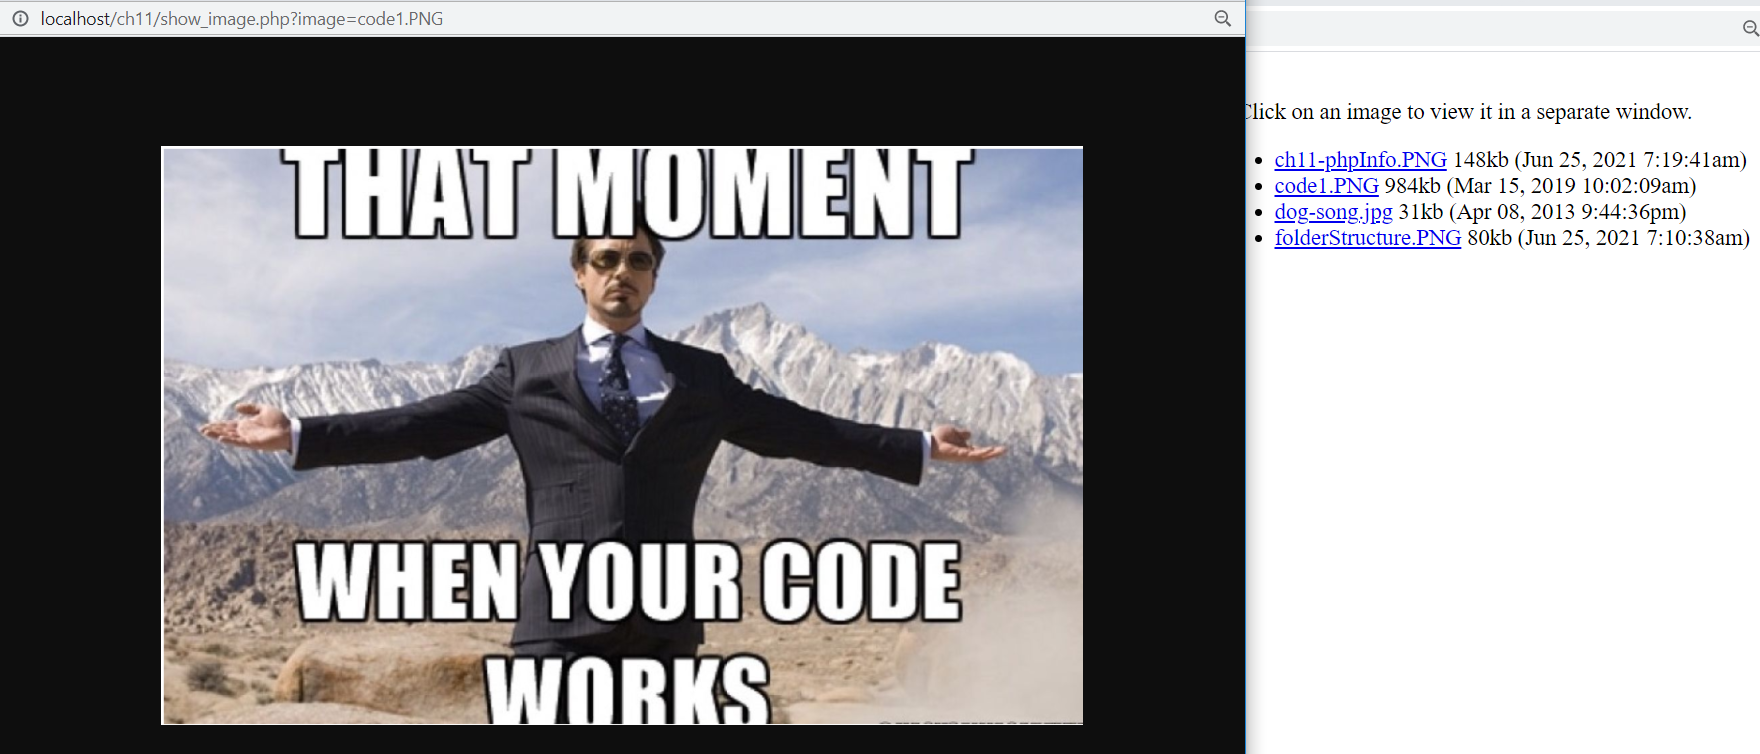 localhost/ch11/show_image.php?image=code1.PNG
THAT MOMENT
WHEN YOUR CODE
WORKS
Click on an image to view it in a separate window.
ch11-phpInfo.PNG 148kb (Jun 25, 2021 7:19:41am)
code1.PNG 984kb (Mar 15, 2019 10:02:09am)
dog-song.jpg 31kb (Apr 08, 2013 9:44:36pm)
folderStructure.PNG 80kb (Jun 25, 2021 7:10:38am)